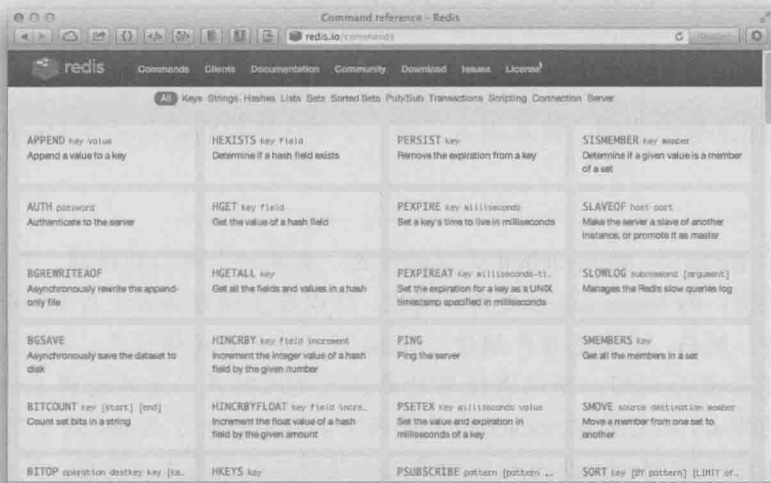 Command reference – Redis
redis.io/commands
Reader
redis Commands Clients Documentation Community Download Issues License
All Keys Strings Hashes Lists Sets Sorted Sets Pub/Sub Transactions Scripting Connection Server
APPEND key value
Append a value to a key
HEXISTS key field
Determine if a hash field exists
PERSIST key
Remove the expiration from a key
SISMEMBER key member
Determine if a given value is a member
of a set
AUTH password
Authenticate to the server
HGET key field
Get the value of a hash field
PEXPIRE key milliseconds
Set a key's time to live in milliseconds
SLAVEOF host port
Make the server a slave of another
instance, or promote it as master
BGREWRITEAOF
Asynchronously rewrite the append-
only file
HGETALL key
Get all the fields and values in a hash
PEXPIREAT key milliseconds-ti…
Set the expiration for a key as a UNIX
timestamp specified in milliseconds
SLOWLOG subcommand [argument]
Manages the Redis slow queries log
BGSAVE
Asynchronously save the dataset to
disk
HINCRBY key field increment
Increment the integer value of a hash
field by the given number
PING
Ping the server
SMEMBERS key
Get all the members in a set
BITCOUNT key [start] [end]
Count set bits in a string
HINCRBYFLOAT key field incre…
Increment the float value of a hash
field by the given amount
PSETEX key milliseconds value
Set the value and expiration in
milliseconds of a key
SMOVE source destination member
Move a member from one set to
another
BITOP operation destkey key [ke…
HKEYS key
PSUBSCRIBE pattern [pattern …
SORT key [BY pattern] [LIMIT of…